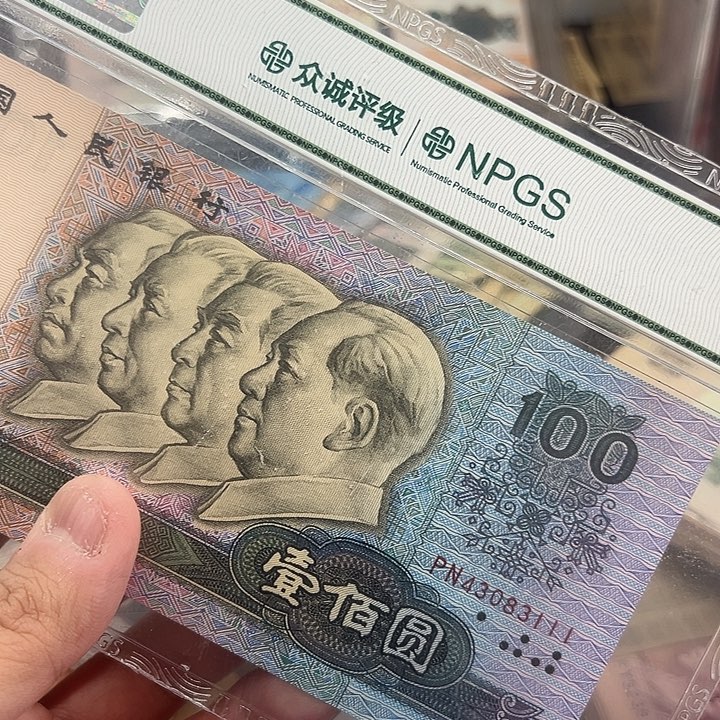 众诚评级
NUMISMATIC PROFESSIONAL GRADING SERVICE
NPGS
Numismatic Professional Grading Service
国人民银行
100
PN43083111
壹佰圆